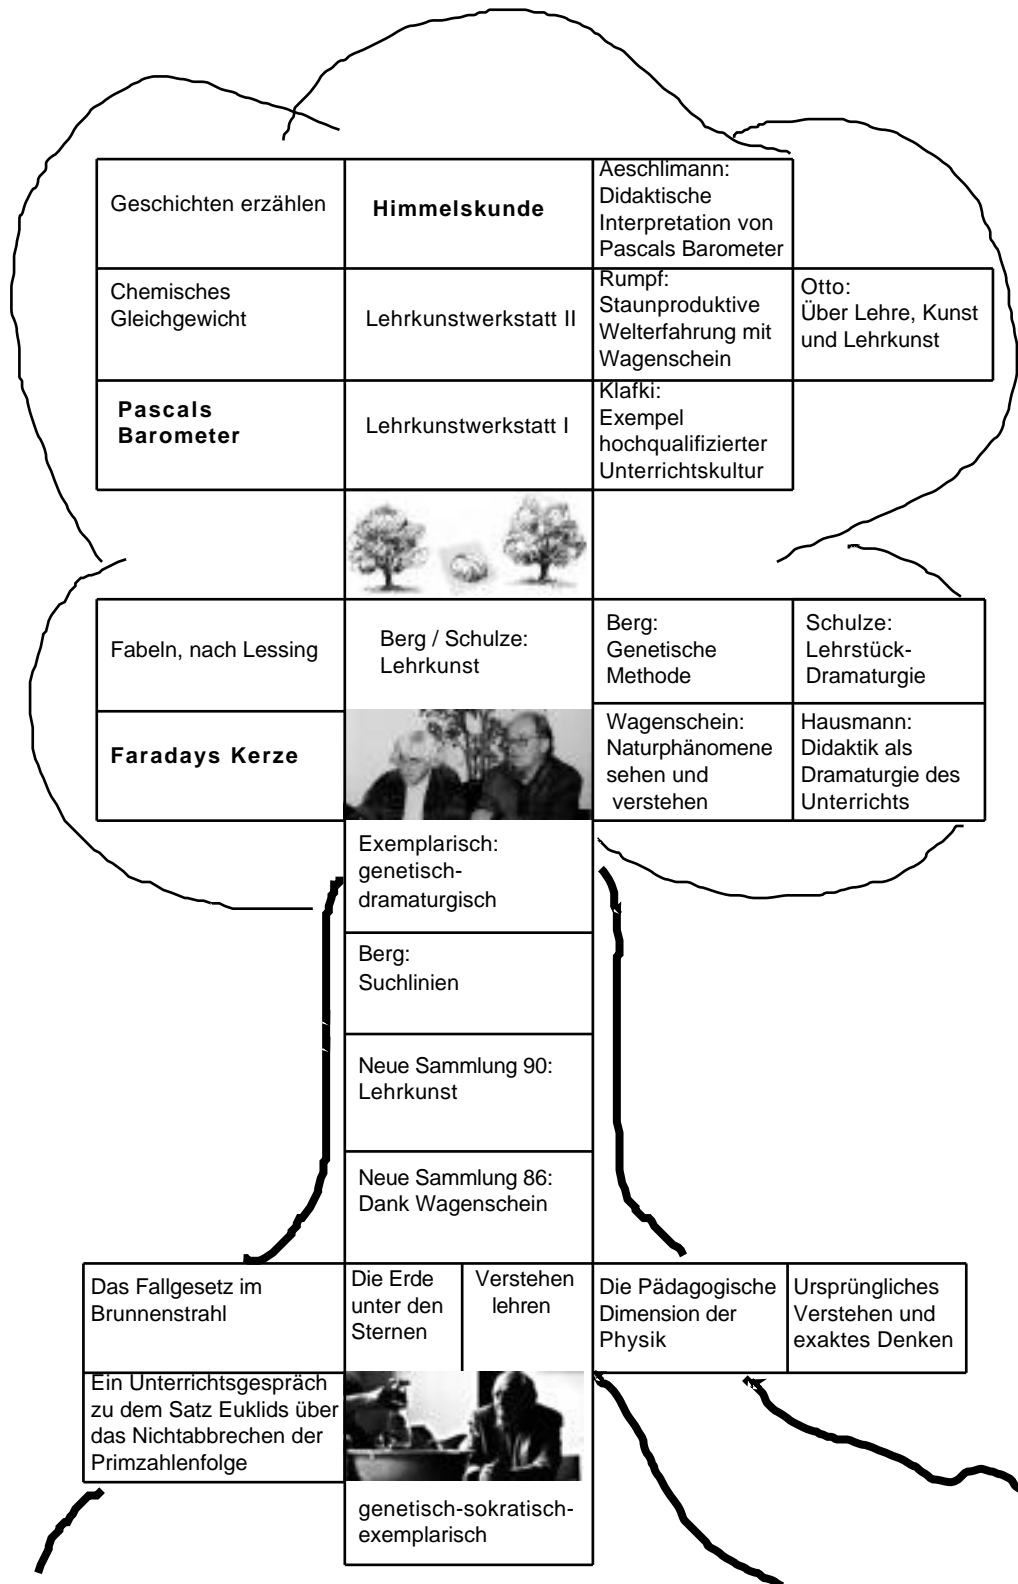 Geschichten erzählen
Himmelskunde
Aeschlimann:
Didaktische
Interpretation von
Pascals Barometer
Chemisches
Gleichgewicht
Lehrkunstwerkstatt II
Rumpf:
Staunproduktive
Welterfahrung mit
Wagenschein
Otto:
Über Lehre, Kunst
und Lehrkunst
Pascals
Barometer
Lehrkunstwerkstatt I
Klafki:
Exempel
hochqualifizierter
Unterrichtskultur
Fabeln, nach Lessing
Berg / Schulze:
Lehrkunst
Berg:
Genetische
Methode
Schulze:
Lehrstück-
Dramaturgie
Faradays Kerze
Wagenschein:
Naturphänomene
sehen und
verstehen
Hausmann:
Didaktik als
Dramaturgie des
Unterrichts
Exemplarisch:
genetisch-
dramaturgisch
Berg:
Suchlinien
Neue Sammlung 90:
Lehrkunst
Neue Sammlung 86:
Dank Wagenschein
Das Fallgesetz im
Brunnenstrahl
Die Erde
unter den
Sternen
Verstehen
lehren
Die Pädagogische
Dimension der
Physik
Ursprüngliches
Verstehen und
exaktes Denken
Ein Unterrichtsgespräch
zu dem Satz Euklids über
das Nichtabbrechen der
Primzahlenfolge
genetisch-sokratisch-
exemplarisch